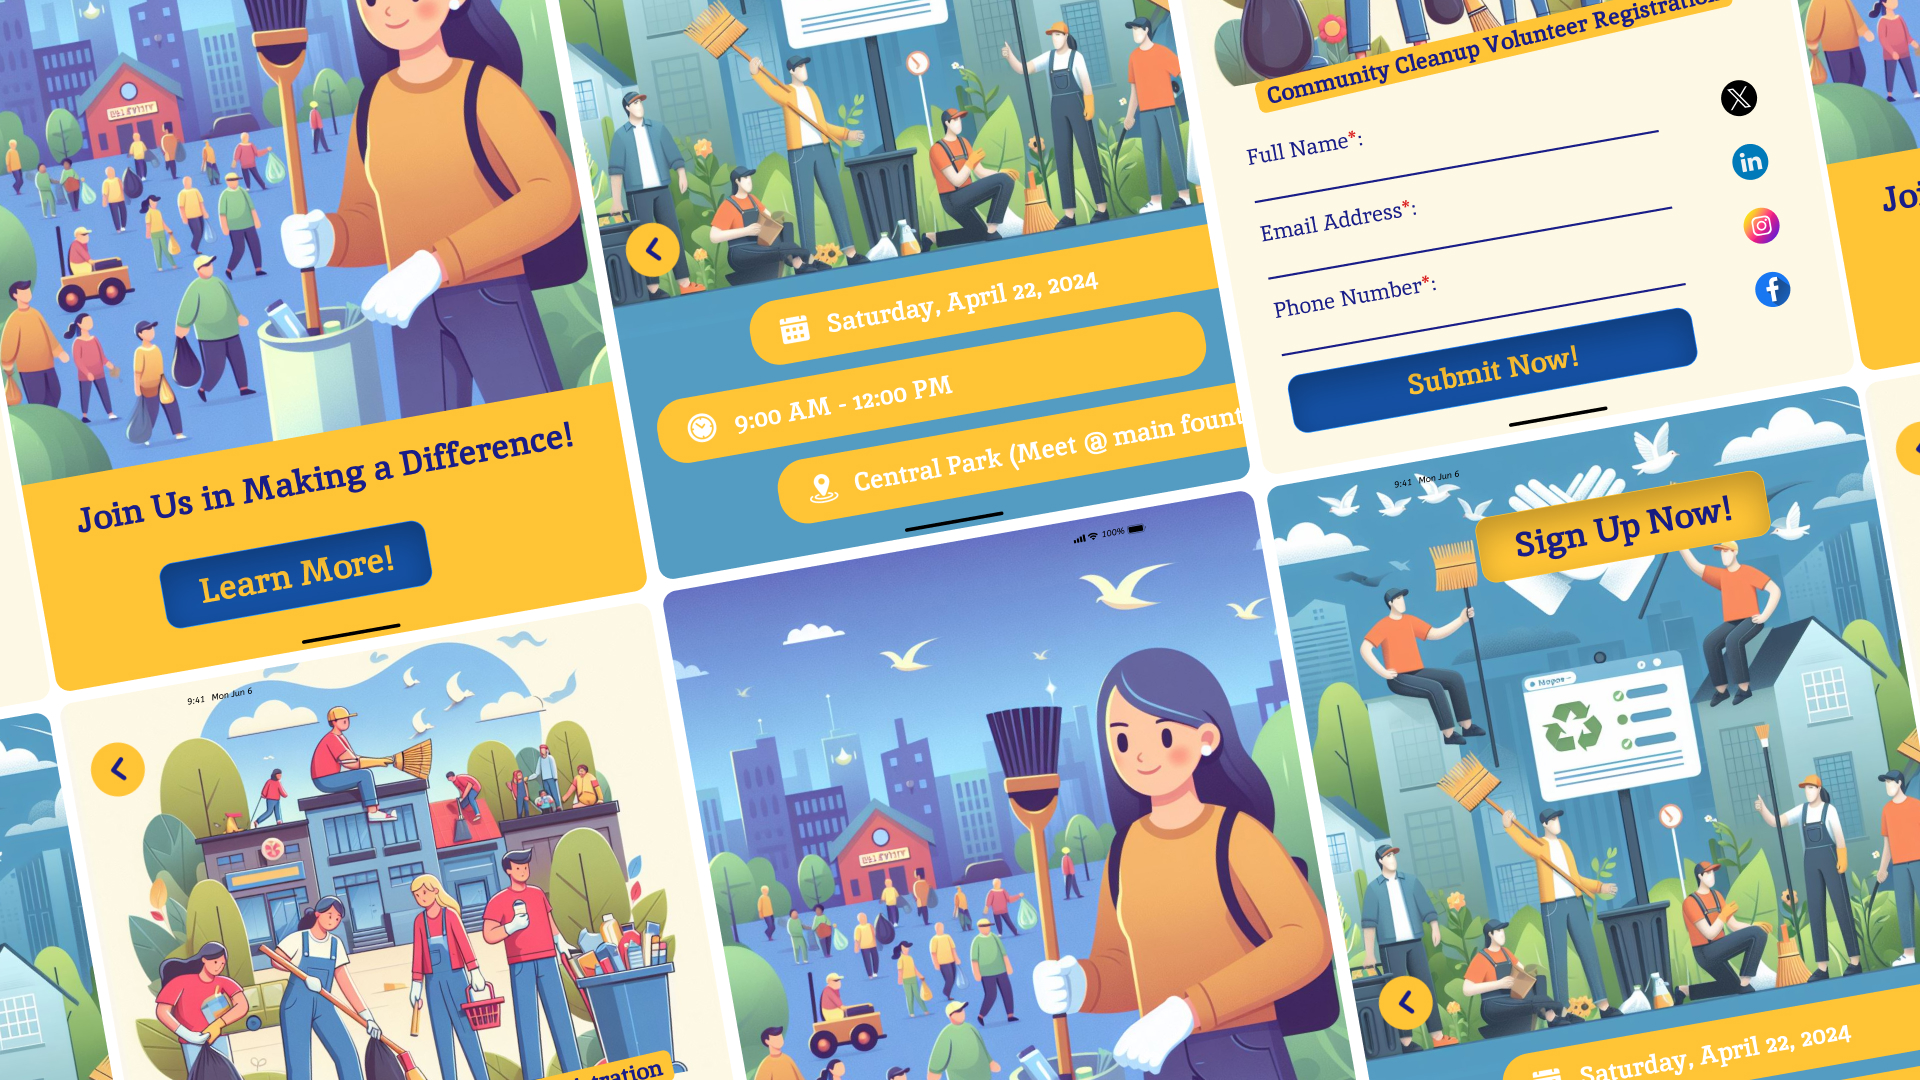 Join Us in Making a Difference!
Learn More!
Saturday, April 22, 2024
9:00 AM - 12:00 PM
Central Park (Meet @ main fount
Community Cleanup Volunteer Registration
Full Name*:
Email Address*:
Phone Number*:
Submit Now!
Joi
9:41 Mon Jun 6
stration
100%
9:41 Mon Jun 6
Sign Up Now!
Saturday, April 22, 2024